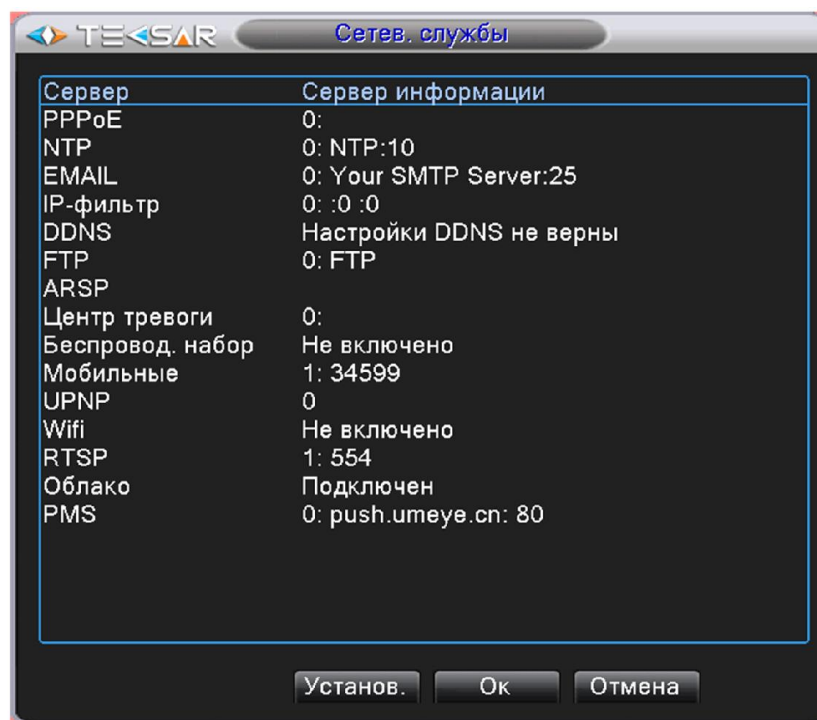 TECSAR Сетев. службы
Сервер Сервер информации
PPPoE 0:
NTP 0: NTP:10
EMAIL 0: Your SMTP Server:25
IP-фильтр 0: :0 :0
DDNS Настройки DDNS не верны
FTP 0: FTP
ARSP
Центр тревоги 0:
Беспровод. набор Не включено
Мобильные 1: 34599
UPNP 0
Wifi Не включено
RTSP 1: 554
Облако Подключен
PMS 0: push.umeye.cn: 80
Установ. Ок Отмена